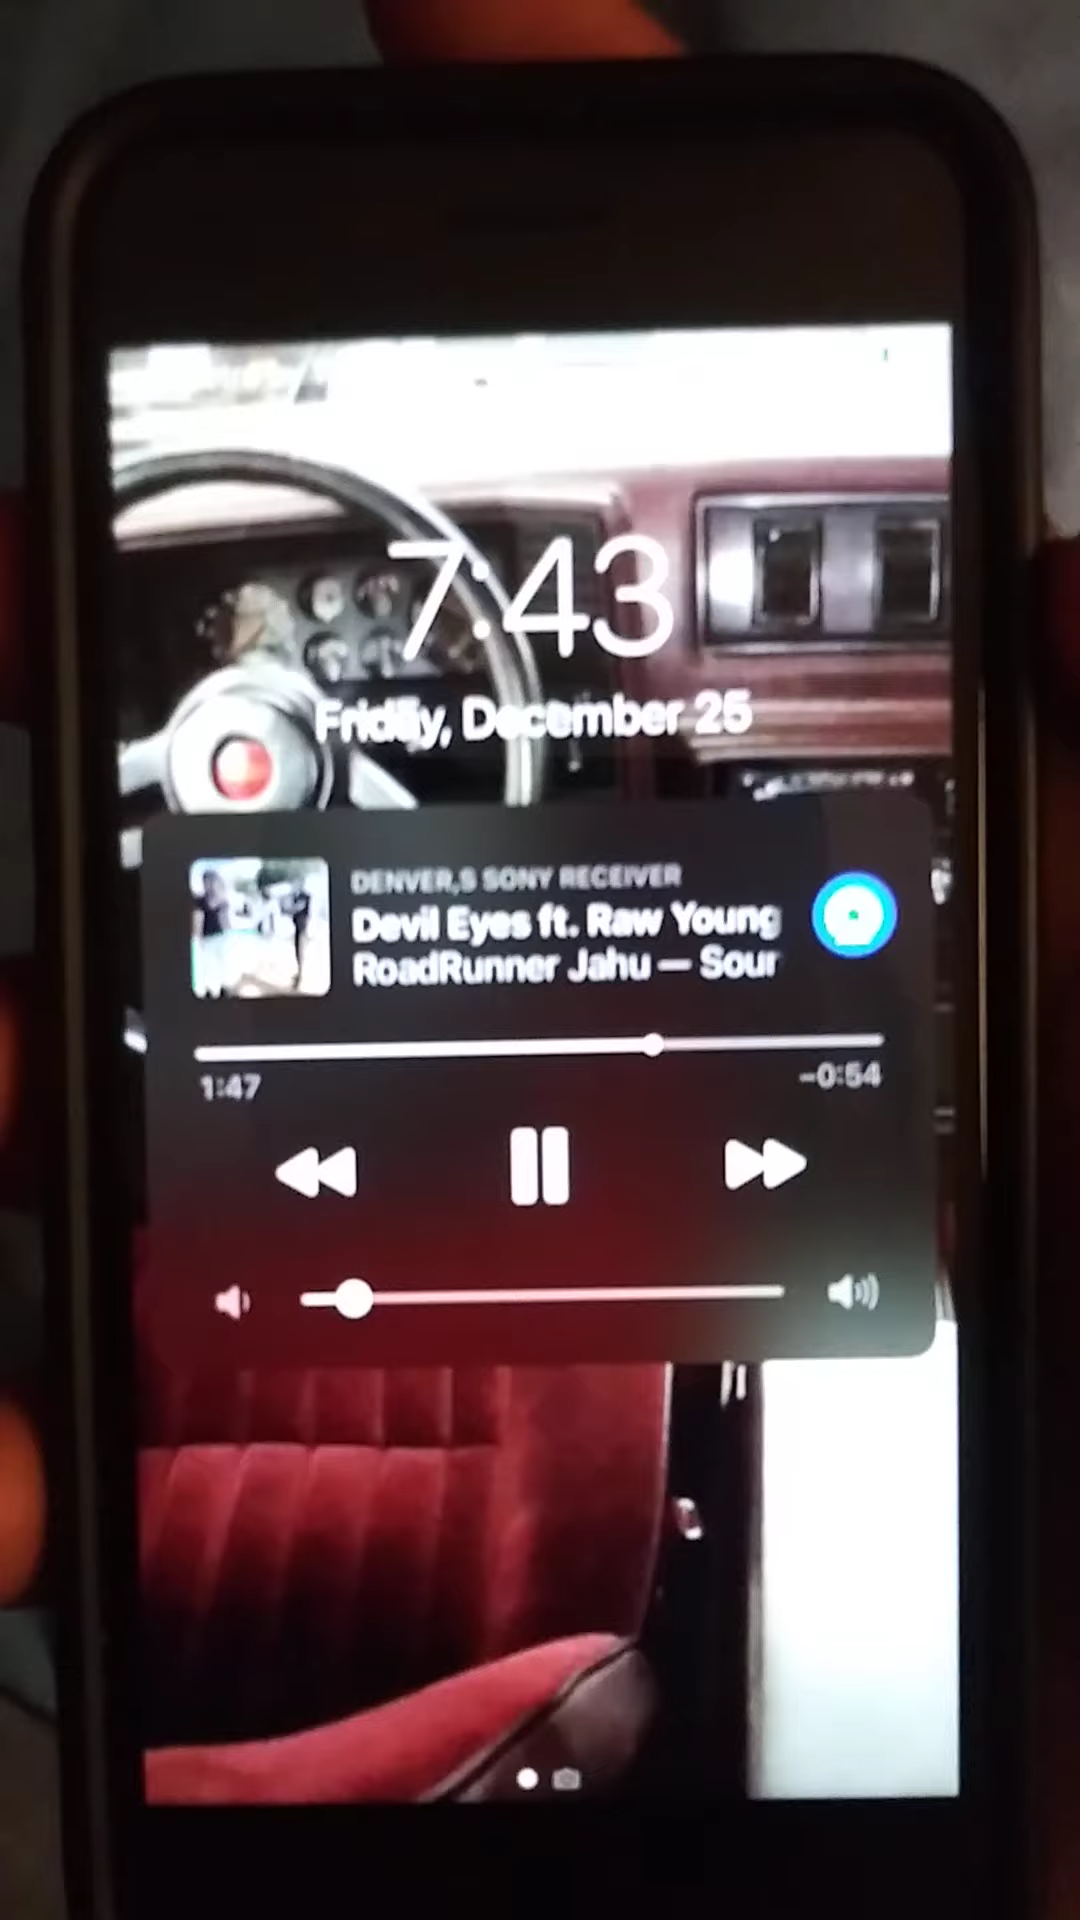 7:43
Friday, December 25
DENVER,S SONY RECEIVER
Devil Eyes ft. Raw Young
RoadRunner Jahu — Sour
1:47
-0:54